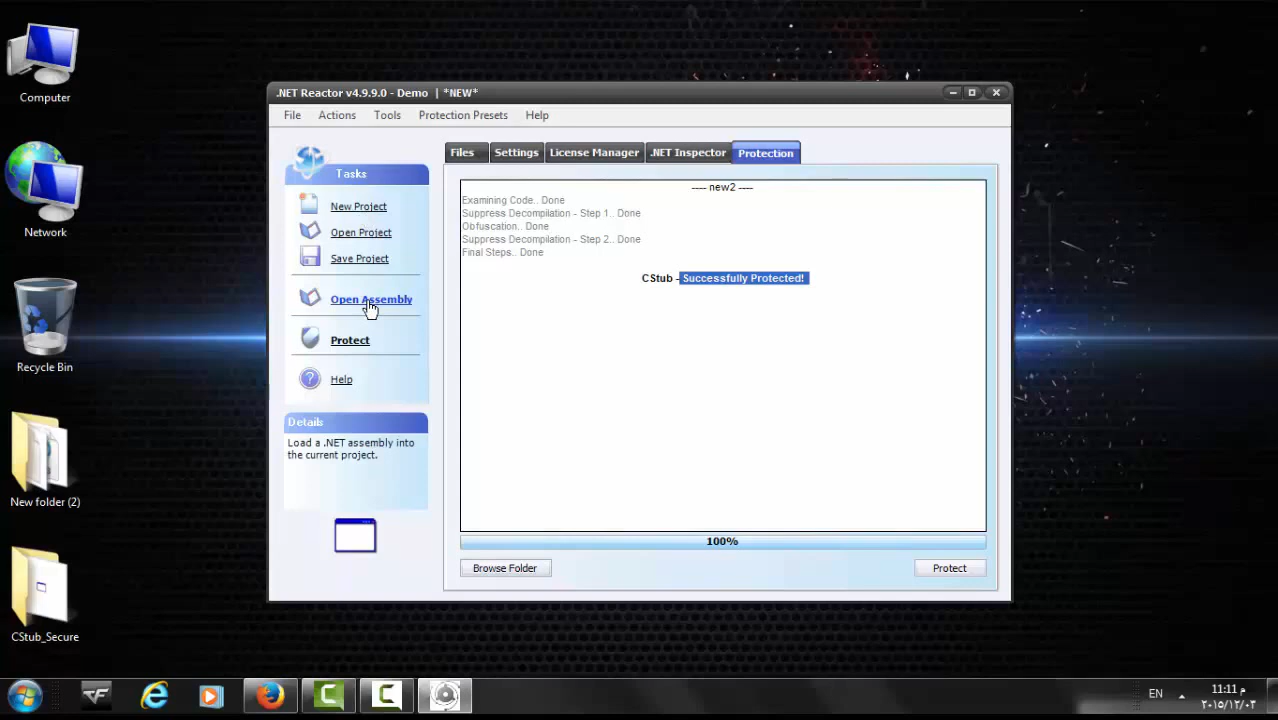 Computer
Network
Recycle Bin
New folder (2)
CStub_Secure
.NET Reactor v4.9.9.0 - Demo | *NEW*
File Actions Tools Protection Presets Help
Tasks
New Project
Open Project
Save Project
Open Assembly
Protect
Help
Details
Load a .NET assembly into
the current project.
Files Settings License Manager .NET Inspector Protection
---- new2 ----
Examining Code.. Done
Suppress Decompilation - Step 1.. Done
Obfuscation.. Done
Suppress Decompilation - Step 2.. Done
Final Steps.. Done
CStub - Successfully Protected!
100%
Browse Folder Protect
EN
11:11 م
٢٠١٥/١٢/٠٣